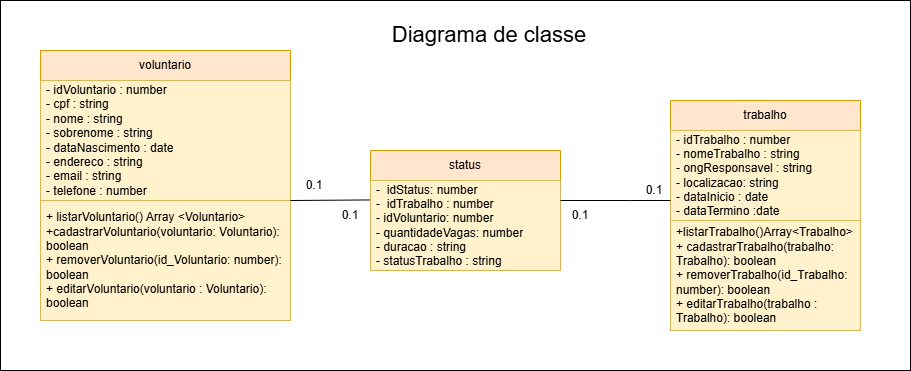 Diagrama de classe
voluntario
- idVoluntario : number
- cpf : string
- nome : string
- sobrenome : string
- dataNascimento : date
- endereco : string
- email : string
- telefone : number
+ listarVoluntario() Array <Voluntario>
+cadastrarVoluntario(voluntario: Voluntario):
boolean
+ removerVoluntario(id_Voluntario: number):
boolean
+ editarVoluntario(voluntario : Voluntario):
boolean
0.1
0.1
status
- idStatus: number
- idTrabalho : number
- idVoluntario: number
- quantidadeVagas: number
- duracao : string
- statusTrabalho : string
0.1
0.1
trabalho
- idTrabalho : number
- nomeTrabalho : string
- ongResponsavel : string
- localizacao: string
- dataInicio : date
- dataTermino :date
+listarTrabalho()Array<Trabalho>
+ cadastrarTrabalho(trabalho:
Trabalho): boolean
+ removerTrabalho(id_Trabalho:
number): boolean
+ editarTrabalho(trabalho :
Trabalho): boolean